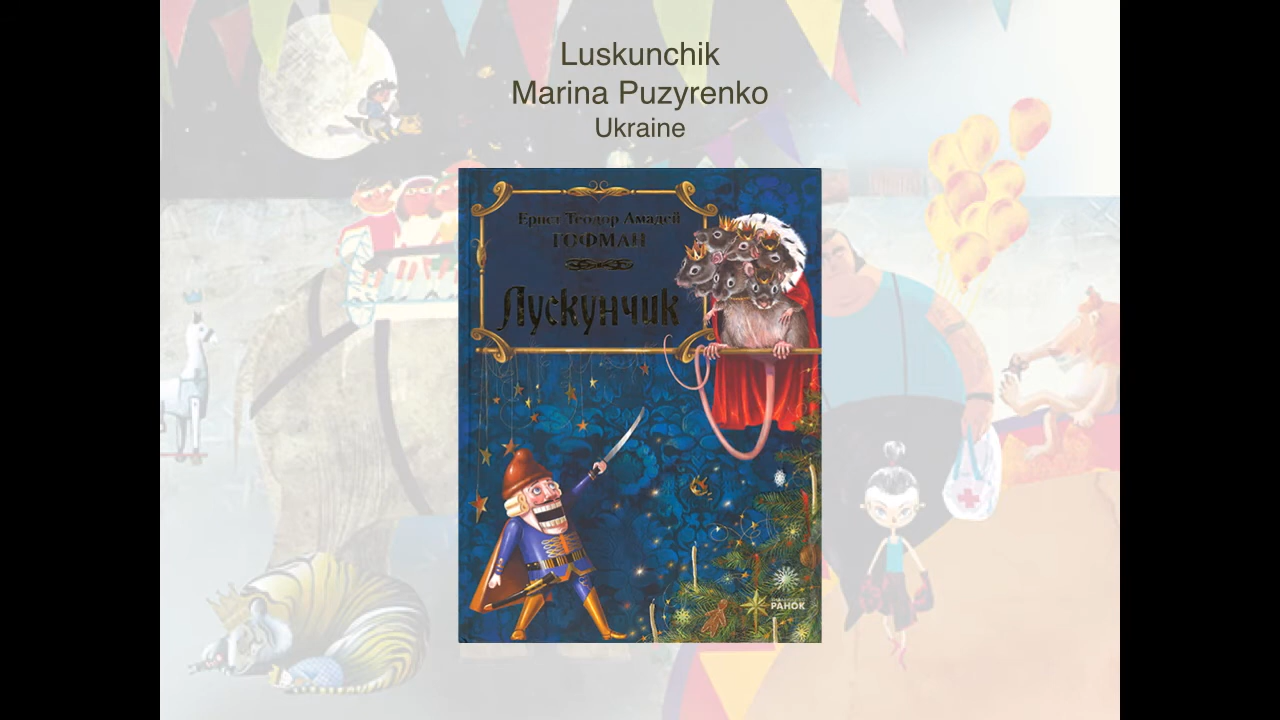 Luskunchik
Marina Puzyrenko
Ukraine
Ернст Теодор Амадей
ГОФМАН
Лускунчик
РАНОК